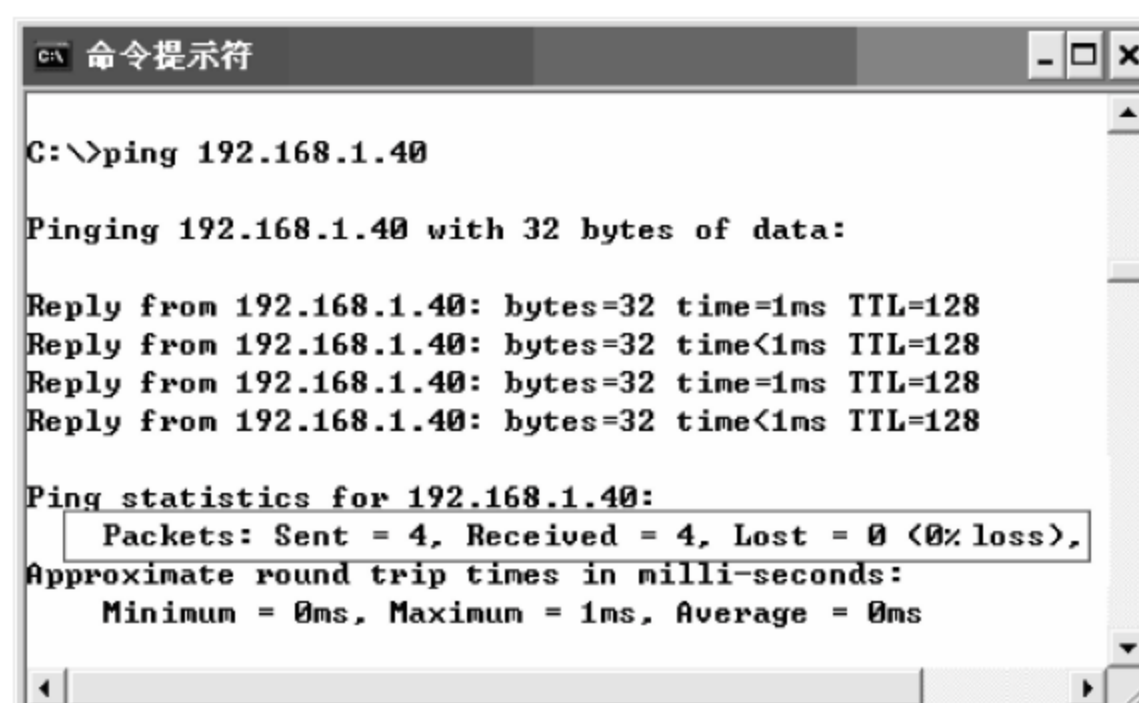 命令提示符
C:\>ping 192.168.1.40
Pinging 192.168.1.40 with 32 bytes of data:
Reply from 192.168.1.40: bytes=32 time=1ms TTL=128
Reply from 192.168.1.40: bytes=32 time<1ms TTL=128
Reply from 192.168.1.40: bytes=32 time=1ms TTL=128
Reply from 192.168.1.40: bytes=32 time<1ms TTL=128
Ping statistics for 192.168.1.40:
Packets: Sent = 4, Received = 4, Lost = 0 (0% loss),
Approximate round trip times in milli-seconds:
Minimum = 0ms, Maximum = 1ms, Average = 0ms